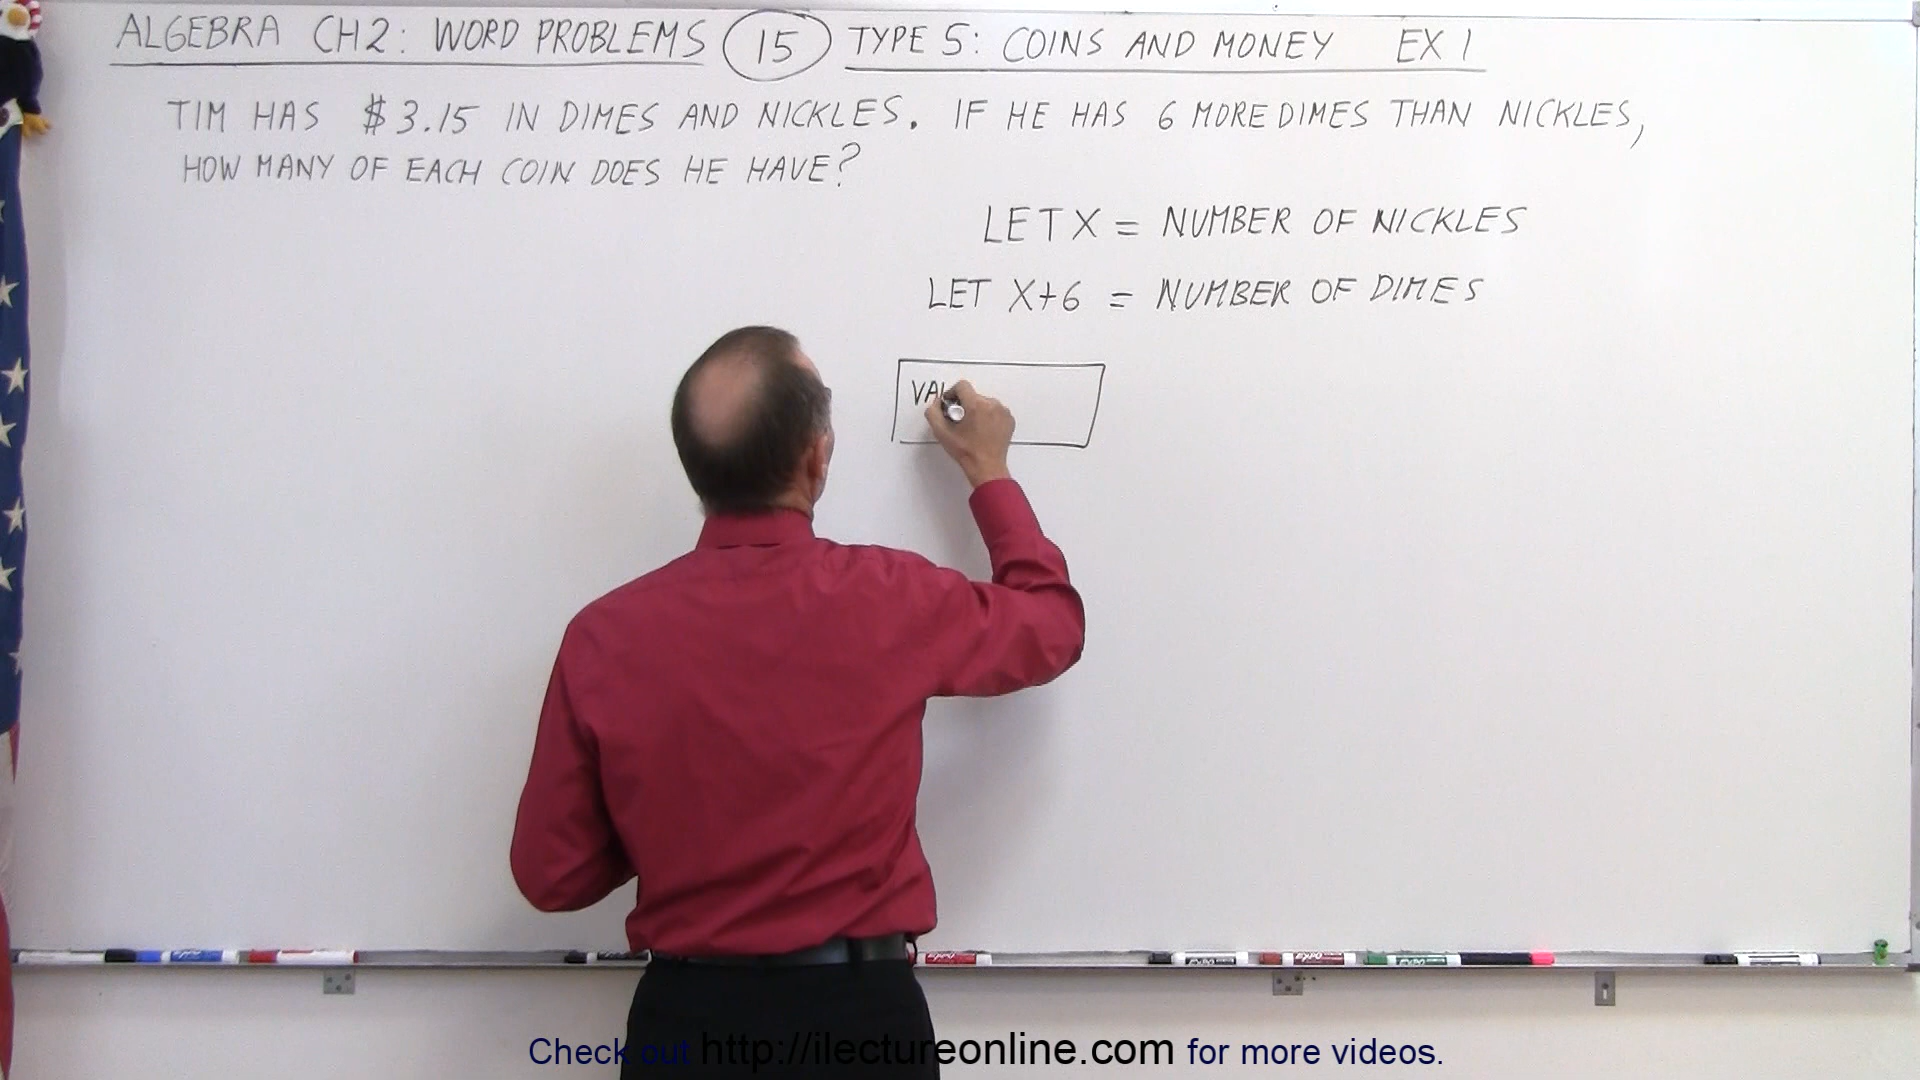 ALGEBRA CH2: WORD PROBLEMS 15 TYPE 5: COINS AND MONEY EX 1
TIM HAS $3.15 IN DIMES AND NICKLES. IF HE HAS 6 MORE DIMES THAN NICKLES,
HOW MANY OF EACH COIN DOES HE HAVE?
LET X = NUMBER OF NICKLES
LET X+6 = NUMBER OF DIMES
VAL
Check out http://ilectureonline.com for more videos.